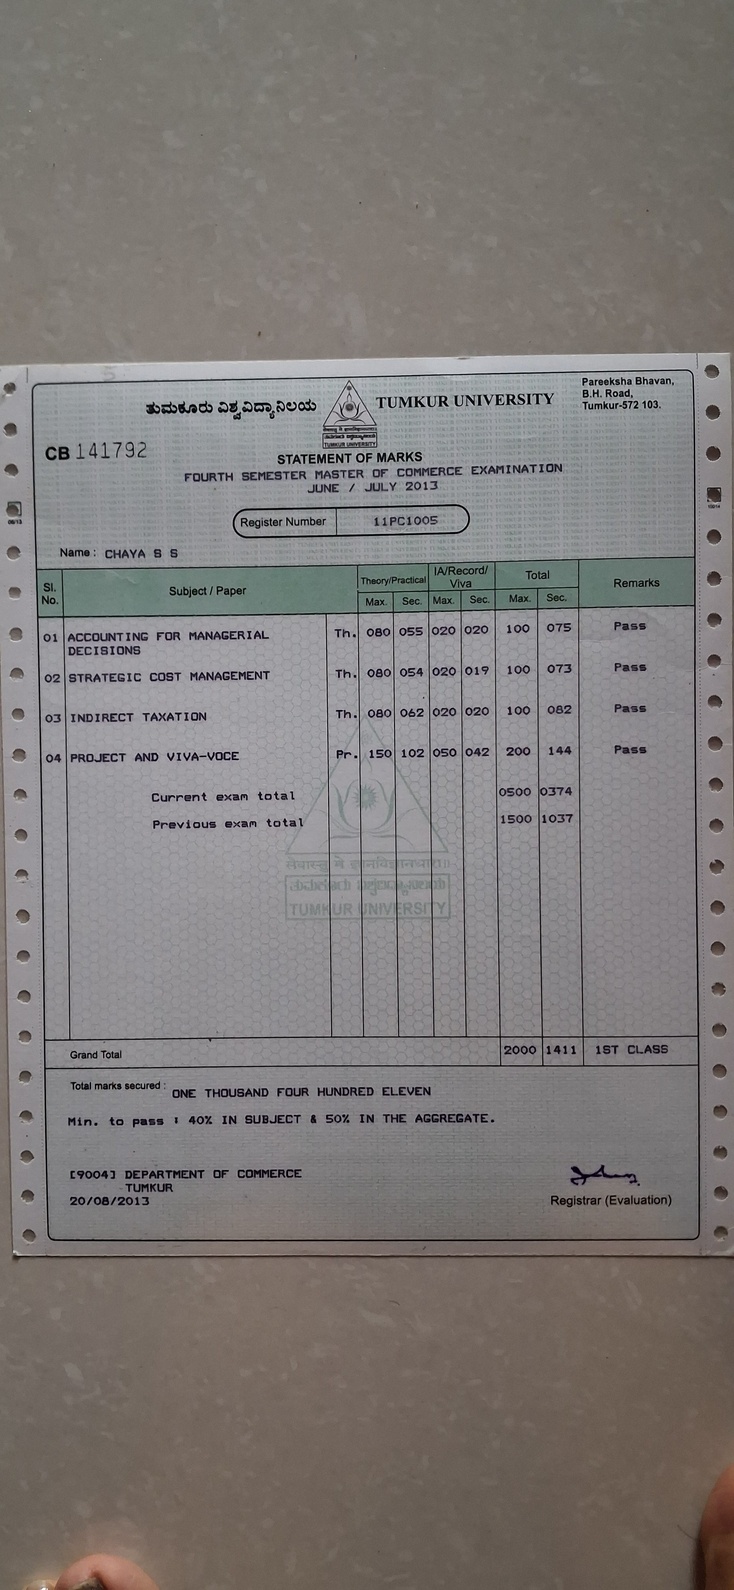 ತುಮಕೂರು ವಿಶ್ವವಿದ್ಯಾನಿಲಯ
TUMKUR UNIVERSITY
TUMKUR UNIVERSITY
Pareeksha Bhavan,
B.H. Road,
Tumkur-572 103.
CB 141792
STATEMENT OF MARKS
FOURTH SEMESTER MASTER OF COMMERCE EXAMINATION
JUNE / JULY 2013
Register Number 11PC1005
Name : CHAYA S S
Sl. No. Subject / Paper Theory/Practical IA/Record/ Viva Total Remarks
Max. Sec. Max. Sec. Max. Sec.
01 ACCOUNTING FOR MANAGERIAL Th. 080 055 020 020 100 075 Pass
DECISIONS
02 STRATEGIC COST MANAGEMENT Th. 080 054 020 019 100 073 Pass
03 INDIRECT TAXATION Th. 080 062 020 020 100 082 Pass
04 PROJECT AND VIVA-VOCE Pr. 150 102 050 042 200 144 Pass
Current exam total 0500 0374
Previous exam total 1500 1037
ತುಮಕೂರು ವಿಶ್ವವಿದ್ಯಾನಿಲಯ
TUMKUR UNIVERSITY
Grand Total 2000 1411 1ST CLASS
Total marks secured : ONE THOUSAND FOUR HUNDRED ELEVEN
Min. to pass : 40% IN SUBJECT & 50% IN THE AGGREGATE.
[9004] DEPARTMENT OF COMMERCE
TUMKUR
20/08/2013
Registrar (Evaluation)